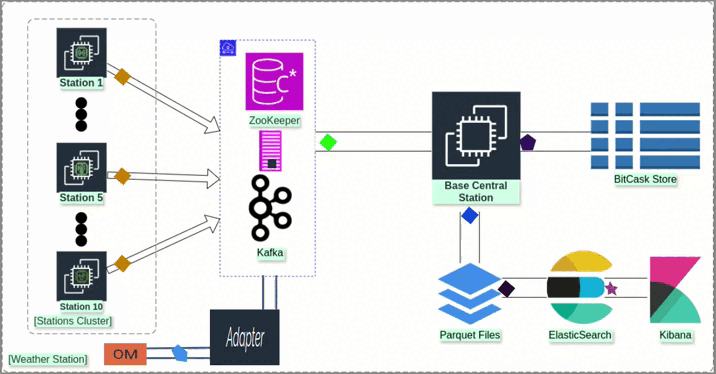 Station 1
Station 5
Station 10
[Stations Cluster]
[Weather Station]
OM
Adapter
C*
ZooKeeper
Kafka
Base Central
Station
BitCask Store
Parquet Files
ElasticSearch
Kibana